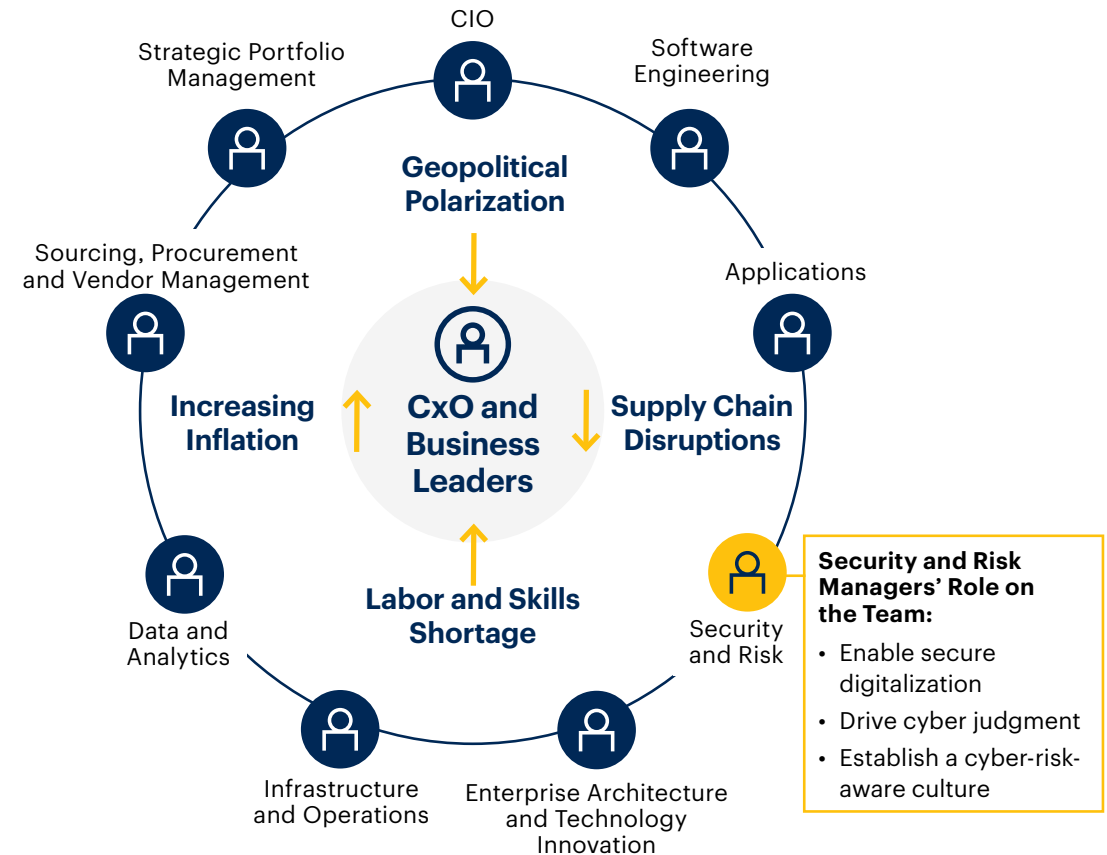 CIO
Strategic Portfolio
Management
Software
Engineering
Geopolitical
Polarization
Sourcing, Procurement
and Vendor Management
Applications
Increasing
Inflation
CxO and
Business
Leaders
Supply Chain
Disruptions
Labor and Skills
Shortage
Data and
Analytics
Security
and Risk
Security and Risk
Managers’ Role on
the Team:
• Enable secure
digitalization
• Drive cyber judgment
• Establish a cyber-risk-
aware culture
Infrastructure
and Operations
Enterprise Architecture
and Technology
Innovation